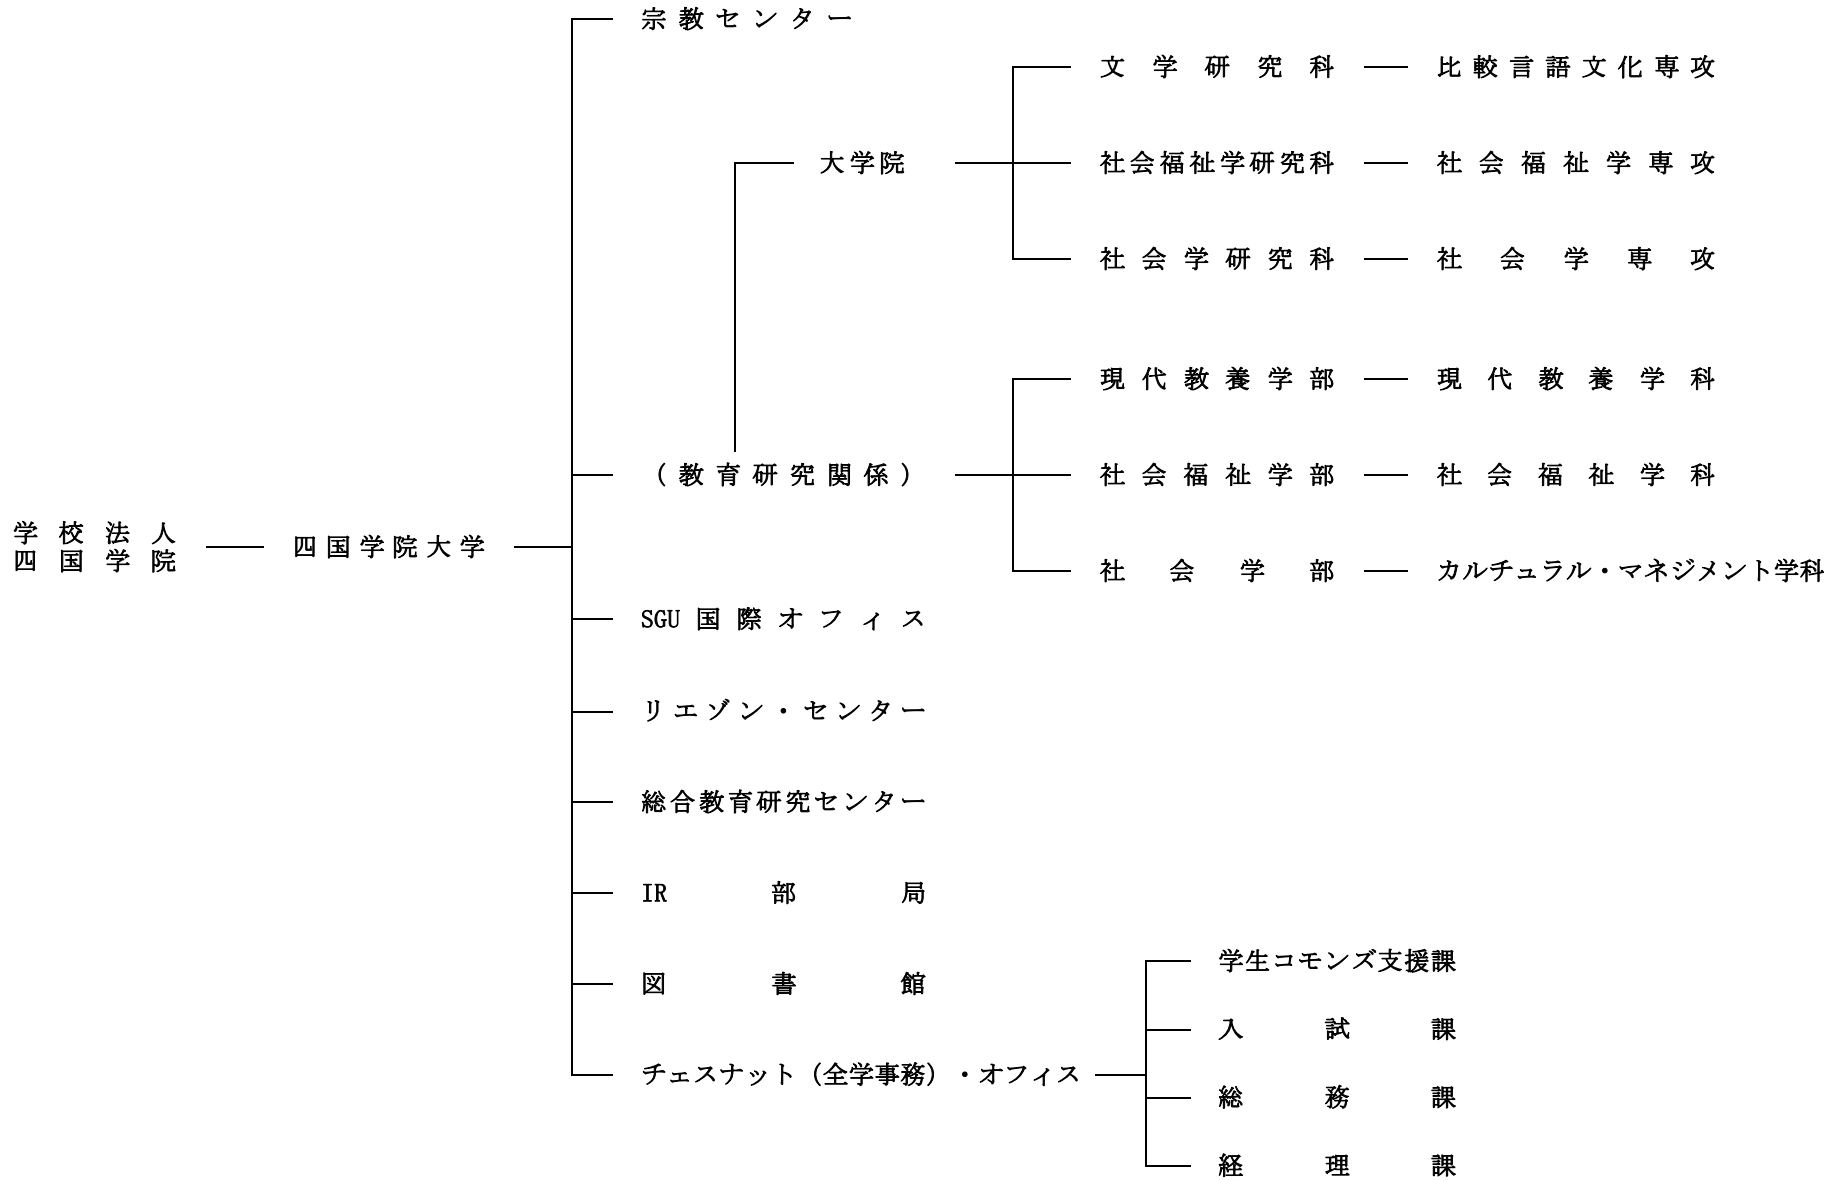 宗教センター
文学研究科
比較言語文化専攻
大学院
社会福祉学研究科
社会福祉学専攻
社会学研究科
社会学専攻
現代教養学部
現代教養学科
（教育研究関係）
社会福祉学部
社会福祉学科
学校法人
四国学院
四国学院大学
社会学部
カルチュラル・マネジメント学科
SGU国際オフィス
リエゾン・センター
総合教育研究センター
IR部局
図書館
学生コモンズ支援課
入試課
チェスナット（全学事務）・オフィス
総務課
経理課